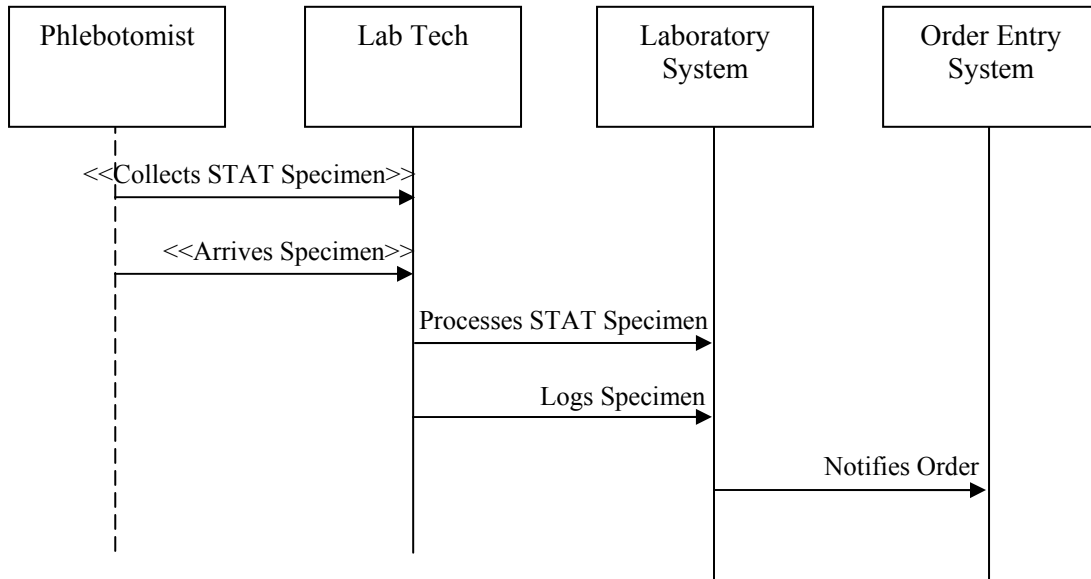 Phlebotomist
Lab Tech
Laboratory
System
Order Entry
System
<<Collects STAT Specimen>>
<<Arrives Specimen>>
Processes STAT Specimen
Logs Specimen
Notifies Order